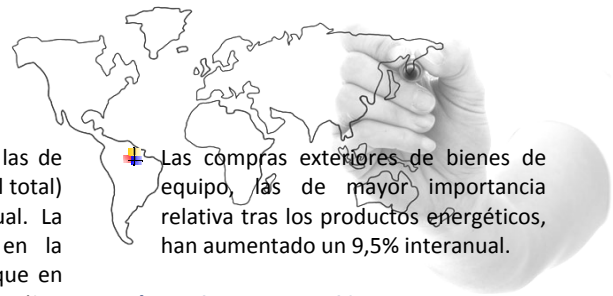 las de
l total)
ual. La
en la
que en
Las compras exteriores de bienes de
equipo, las de mayor importancia
relativa tras los productos energéticos,
han aumentado un 9,5% interanual.